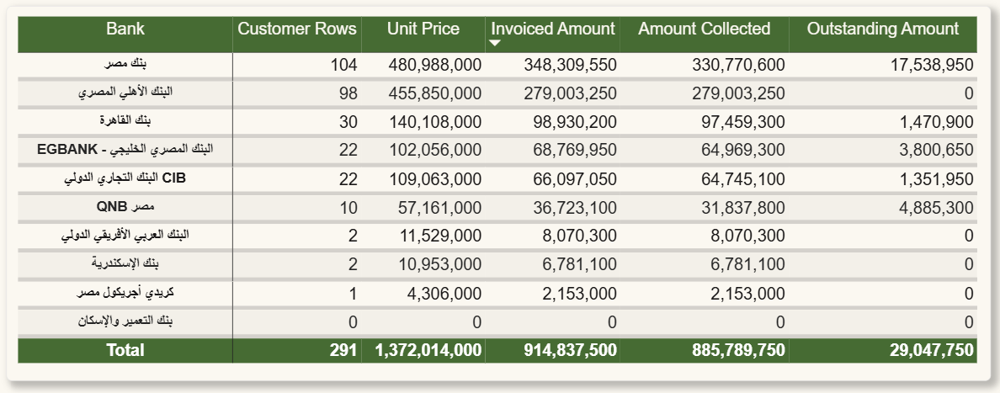 Bank Customer Rows Unit Price Invoiced Amount Amount Collected Outstanding Amount
بنك مصر 104 480,988,000 348,309,550 330,770,600 17,538,950
البنك الأهلي المصري 98 455,850,000 279,003,250 279,003,250 0
بنك القاهرة 30 140,108,000 98,930,200 97,459,300 1,470,900
البنك المصري الخليجي - EGBANK 22 102,056,000 68,769,950 64,969,300 3,800,650
CIB البنك التجاري الدولي 22 109,063,000 66,097,050 64,745,100 1,351,950
مصر QNB 10 57,161,000 36,723,100 31,837,800 4,885,300
البنك العربي الأفريقي الدولي 2 11,529,000 8,070,300 8,070,300 0
بنك الإسكندرية 2 10,953,000 6,781,100 6,781,100 0
كريدي أجريكول مصر 1 4,306,000 2,153,000 2,153,000 0
بنك التعمير والإسكان 0 0 0 0 0
Total 291 1,372,014,000 914,837,500 885,789,750 29,047,750